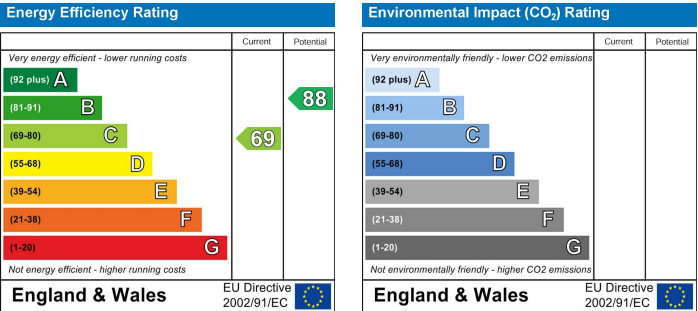 Energy Efficiency Rating
Current Potential
Very energy efficient - lower running costs
(92 plus) A
(81-91) B
88
(69-80) C
69
(55-68) D
(39-54) E
(21-38) F
(1-20) G
Not energy efficient - higher running costs
England & Wales
EU Directive
2002/91/EC
Environmental Impact (CO₂) Rating
Current Potential
Very environmentally friendly - lower CO2 emissions
(92 plus) A
(81-91) B
(69-80) C
(55-68) D
(39-54) E
(21-38) F
(1-20) G
Not environmentally friendly - higher CO2 emissions
England & Wales
EU Directive
2002/91/EC